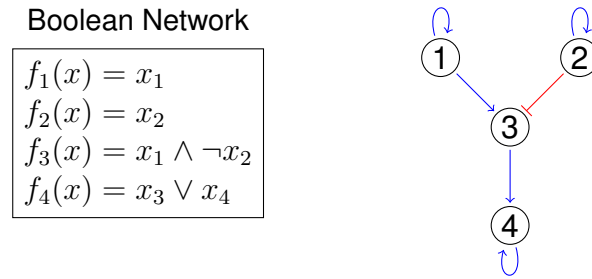 Boolean Network
f₁(x) = x₁
f₂(x) = x₂
f₃(x) = x₁ ∧ ¬x₂
f₄(x) = x₃ ∨ x₄
1
2
3
4